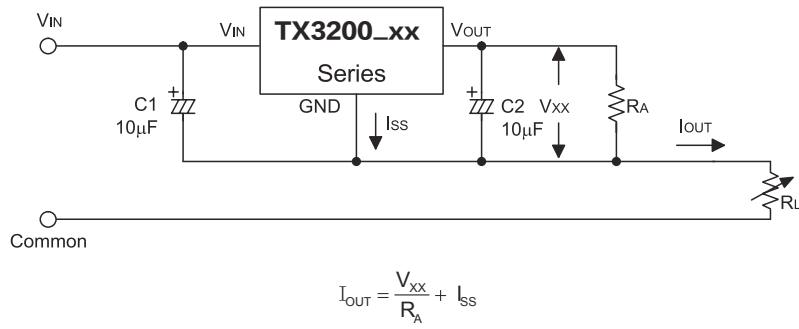 VIN
VIN
TX3200_xx
VOUT
Series
C1
10μF
GND
ISS
C2
10μF
VXX
RA
IOUT
RL
Common
IOUT = VXX / RA + ISS